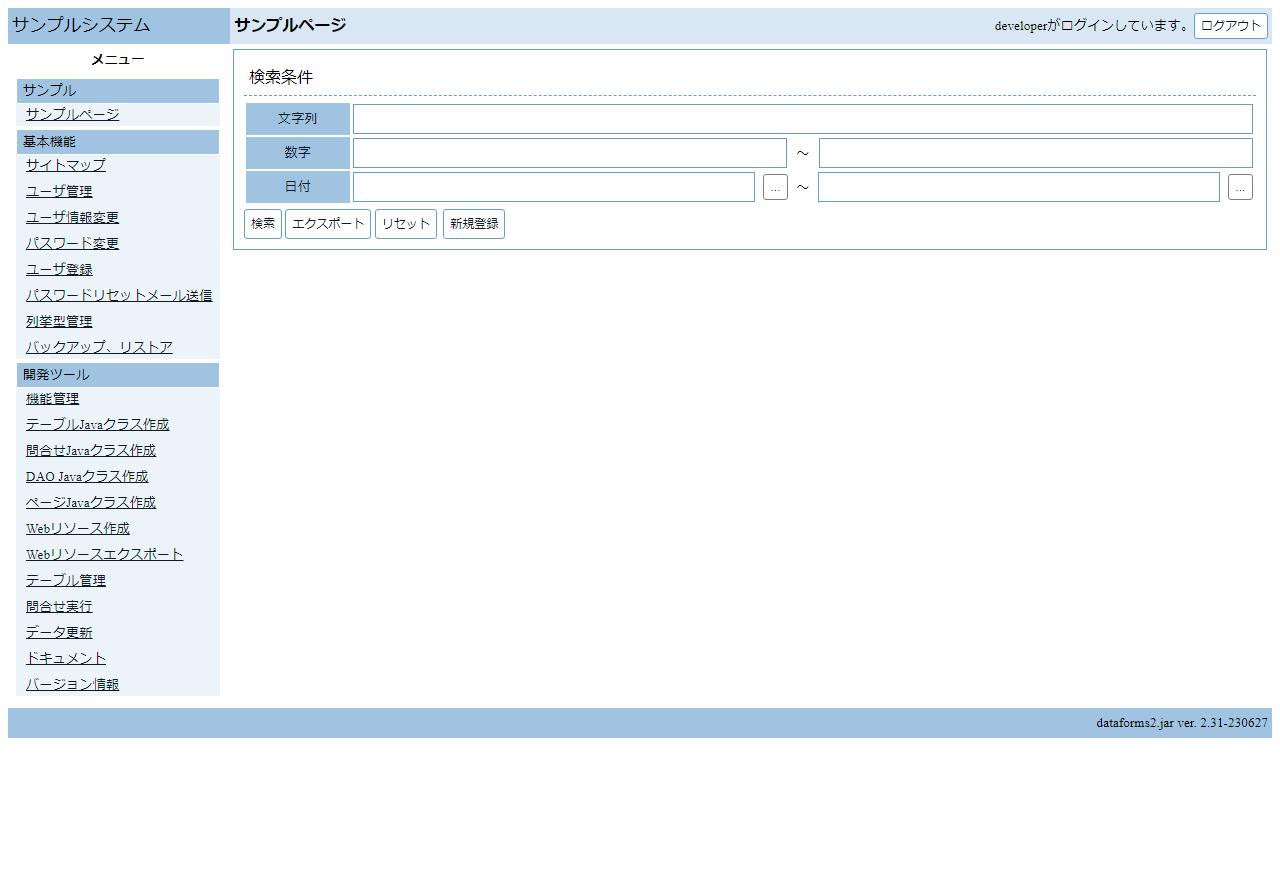 サンプルシステム
サンプルページ
developerがログインしています。 ログアウト
メニュー
サンプル
サンプルページ
基本機能
サイトマップ
ユーザ管理
ユーザ情報変更
パスワード変更
ユーザ登録
パスワードリセットメール送信
列挙型管理
バックアップ、リストア
開発ツール
機能管理
テーブルJavaクラス作成
問合せJavaクラス作成
DAO Javaクラス作成
ページJavaクラス作成
Webリソース作成
Webリソースエクスポート
テーブル管理
問合せ実行
データ更新
ドキュメント
バージョン情報
検索条件
文字列
数字 ～
日付 ... ～ ...
検索 エクスポート リセット 新規登録
dataforms2.jar ver. 2.31-230627